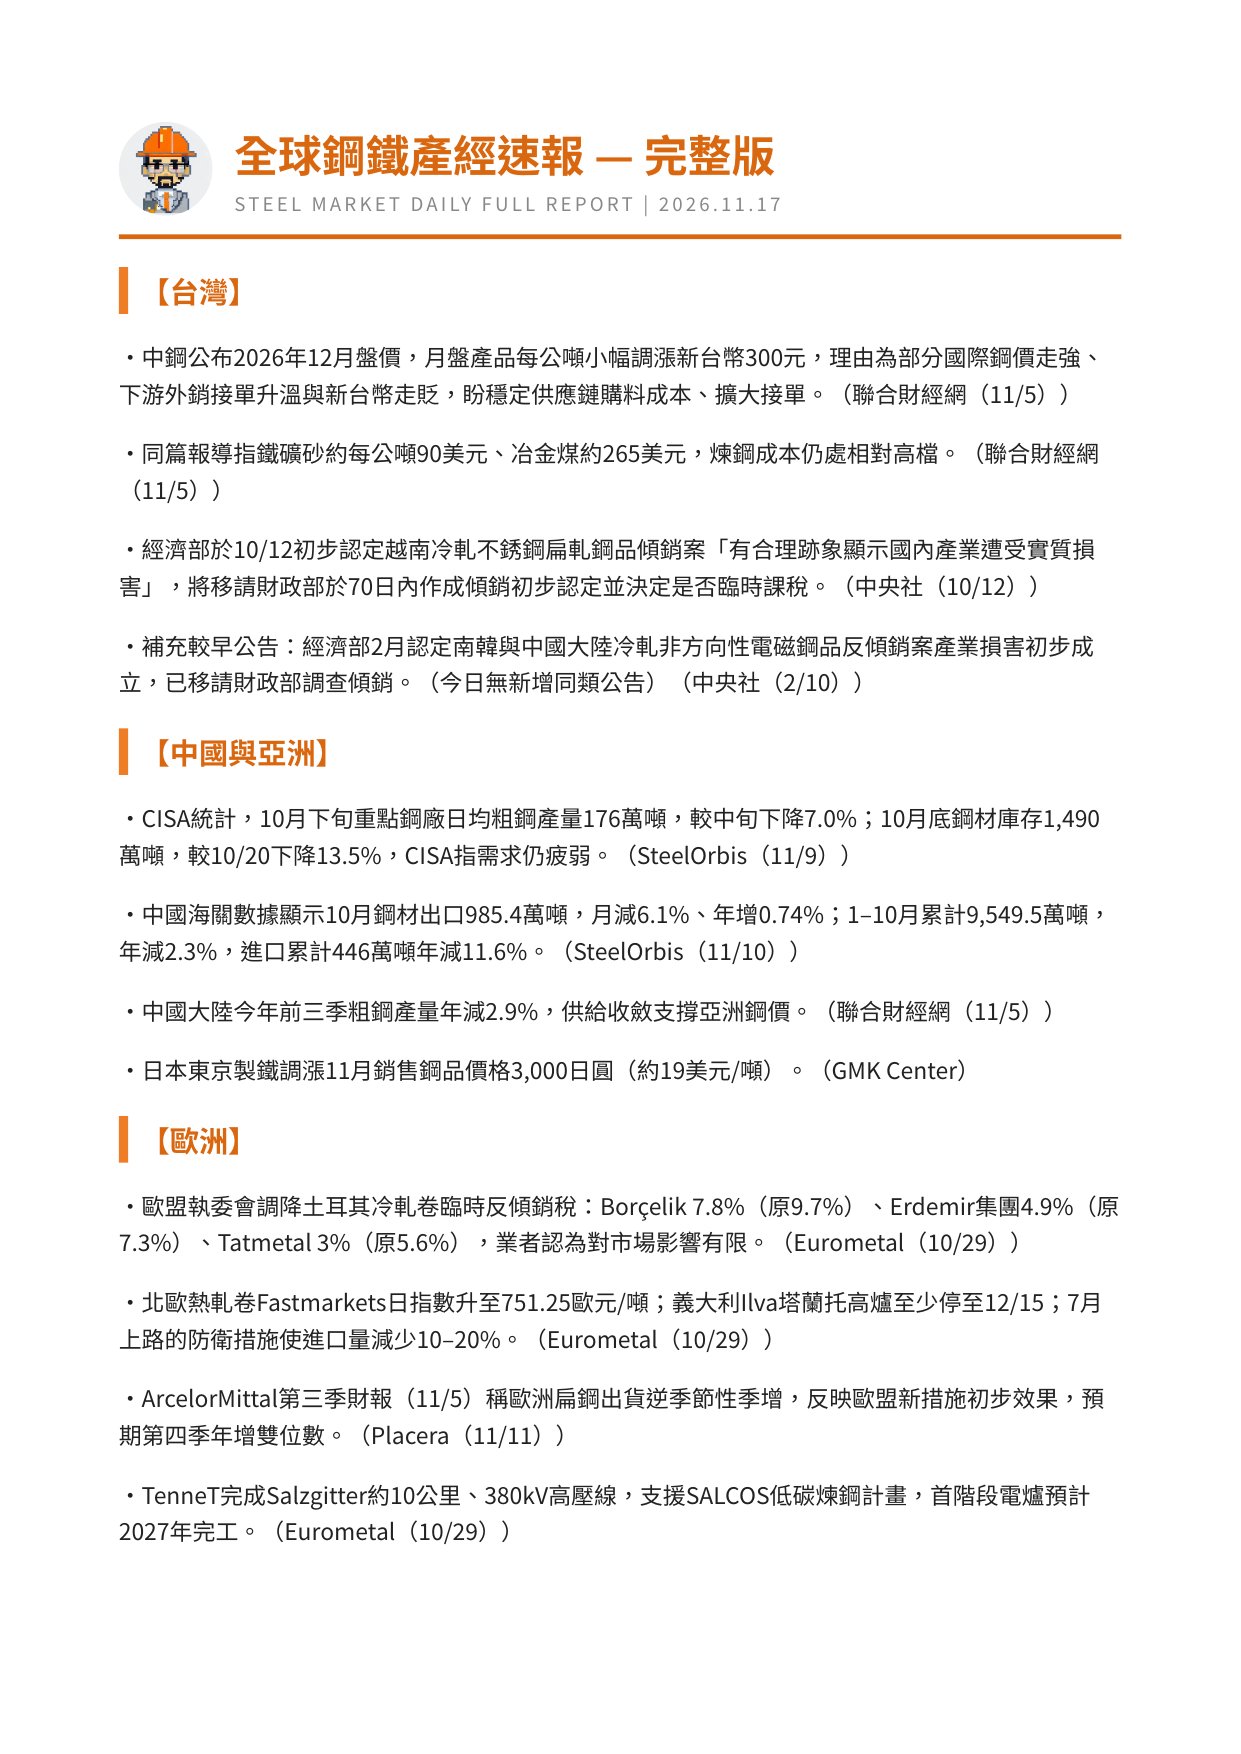 全球鋼鐵產經速報 — 完整版
STEEL MARKET DAILY FULL REPORT | 2026.11.17
【台灣】
・中鋼公布2026年12月盤價，月盤產品每公噸小幅調漲新台幣300元，理由為部分國際鋼價走強、
下游外銷接單升溫與新台幣走貶，盼穩定供應鏈購料成本、擴大接單。（聯合財經網（11/5））
・同篇報導指鐵礦砂約每公噸90美元、冶金煤約265美元，煉鋼成本仍處相對高檔。（聯合財經網
（11/5））
・經濟部於10/12初步認定越南冷軋不銹鋼扁軋鋼品傾銷案「有合理跡象顯示國內產業遭受實質損
害」，將移請財政部於70日內作成傾銷初步認定並決定是否臨時課稅。（中央社（10/12））
・補充較早公告：經濟部2月認定南韓與中國大陸冷軋非方向性電磁鋼品反傾銷案產業損害初步成
立，已移請財政部調查傾銷。（今日無新增同類公告）（中央社（2/10））
【中國與亞洲】
・CISA統計，10月下旬重點鋼廠日均粗鋼產量176萬噸，較中旬下降7.0%；10月底鋼材庫存1,490
萬噸，較10/20下降13.5%，CISA指需求仍疲弱。（SteelOrbis（11/9））
・中國海關數據顯示10月鋼材出口985.4萬噸，月減6.1%、年增0.74%；1–10月累計9,549.5萬噸，
年減2.3%，進口累計446萬噸年減11.6%。（SteelOrbis（11/10））
・中國大陸今年前三季粗鋼產量年減2.9%，供給收斂支撐亞洲鋼價。（聯合財經網（11/5））
・日本東京製鐵調漲11月銷售鋼品價格3,000日圓（約19美元/噸）。（GMK Center）
【歐洲】
・歐盟執委會調降土耳其冷軋卷臨時反傾銷稅：Borçelik 7.8%（原9.7%）、Erdemir集團4.9%（原
7.3%）、Tatmetal 3%（原5.6%），業者認為對市場影響有限。（Eurometal（10/29））
・北歐熱軋卷Fastmarkets日指數升至751.25歐元/噸；義大利Ilva塔蘭托高爐至少停至12/15；7月
上路的防衛措施使進口量減少10–20%。（Eurometal（10/29））
・ArcelorMittal第三季財報（11/5）稱歐洲扁鋼出貨逆季節性季增，反映歐盟新措施初步效果，預
期第四季年增雙位數。（Placera（11/11））
・TenneT完成Salzgitter約10公里、380kV高壓線，支援SALCOS低碳煉鋼計畫，首階段電爐預計
2027年完工。（Eurometal（10/29））